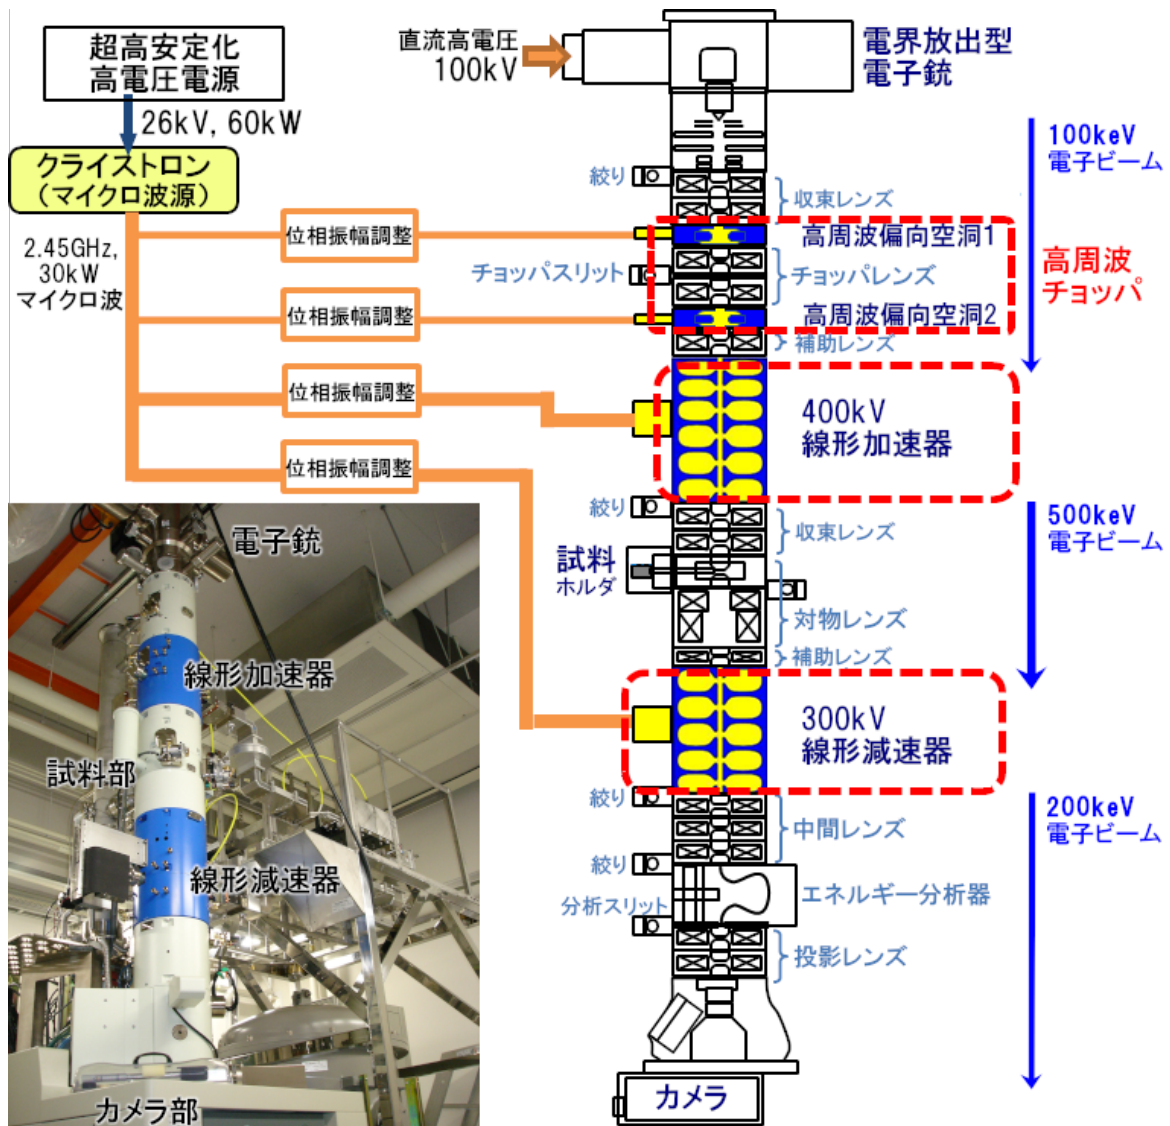 超高安定化
高電圧電源
26kV, 60kW
クライストロン
（マイクロ波源）
2.45GHz,
30kW
マイクロ波
位相振幅調整
位相振幅調整
位相振幅調整
位相振幅調整
直流高電圧
100kV
電界放出型
電子銃
100keV
電子ビーム
絞り
収束レンズ
高周波偏向空洞1
チョッパスリット
チョッパレンズ
高周波
チョッパ
高周波偏向空洞2
補助レンズ
400kV
線形加速器
絞り
収束レンズ
500keV
電子ビーム
試料
ホルダ
対物レンズ
補助レンズ
300kV
線形減速器
絞り
中間レンズ
200keV
電子ビーム
絞り
エネルギー分析器
分析スリット
投影レンズ
カメラ
電子銃
線形加速器
試料部
線形減速器
カメラ部